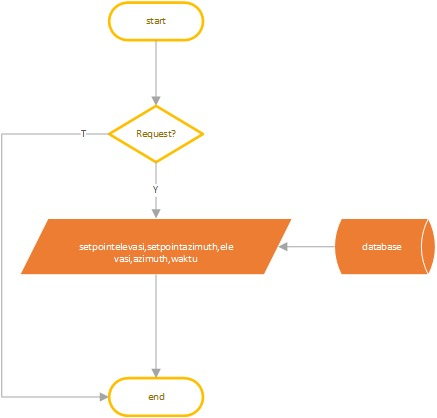 start
Request?
T
Y
setpointelevasi,setpointazimuth,ele
vasi,azimuth,waktu
database
end